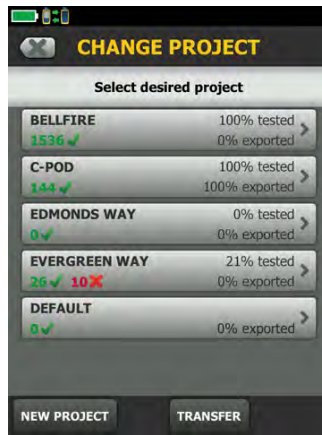 CHANGE PROJECT
Select desired project
BELLFIRE 100% tested
1536 0% exported
C-POD 100% tested
144 100% exported
EDMONDS WAY 0% tested
0 0% exported
EVERGREEN WAY 21% tested
26 10 0% exported
DEFAULT
0 0% exported
NEW PROJECT TRANSFER